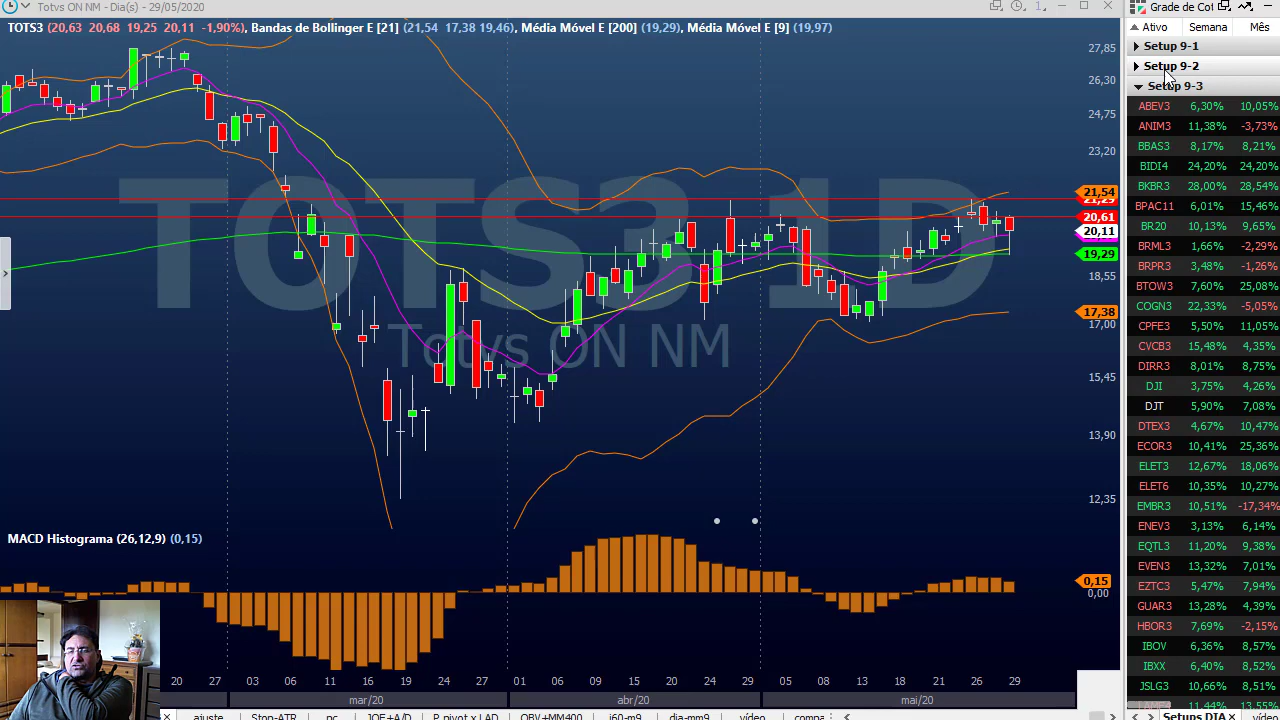 Totvs ON NM - Dia(s) - 29/05/2020
1
TOTS3 (20,63 20,68 19,25 20,11 -1,90%), Bandas de Bollinger E [21] (21,54 17,38 19,46), Média Móvel E [200] (19,29), Média Móvel E [9] (19,97)
TOTS3 1D
Totvs ON NM
27,85
26,30
24,75
23,20
21,54
21,29
20,61
20,11
19,29
18,55
17,38
17,00
15,45
13,90
12,35
MACD Histograma (26,12,9) (0,15)
0,15
0,00
20 27 03 06 11 16 19 24 27 01 06 09 15 20 24 29 05 08 13 18 21 26 29
mar/20 abr/20 mai/20
ajuste Stop-ATR pc JOE+A/D P pivot x LAD OBV+MM400 i60-m9 dia-mm9 vídeo compa
Grade de Cot
Ativo Semana Mês
Setup 9-1
Setup 9-2
Setup 9-3
ABEV3 6,30% 10,05%
ANIM3 11,38% -3,73%
BBAS3 8,17% 8,21%
BIDI4 24,20% 24,20%
BKBR3 28,00% 28,54%
BPAC11 6,01% 15,46%
BR20 10,13% 9,65%
BRML3 1,66% -2,29%
BRPR3 3,48% -1,26%
BTOW3 7,60% 25,08%
COGN3 22,33% -5,05%
CPFE3 5,50% 11,05%
CVCB3 15,48% 4,35%
DIRR3 8,01% 8,75%
DJI 3,75% 4,26%
DJT 5,90% 7,08%
DTEX3 4,67% 10,47%
ECOR3 10,41% 25,36%
ELET3 12,67% 18,06%
ELET6 10,35% 10,27%
EMBR3 10,51% -17,34%
ENEV3 3,13% 6,14%
EQTL3 11,20% 9,38%
EVEN3 13,32% 7,01%
EZTC3 5,47% 7,94%
GUAR3 13,28% 4,39%
HBOR3 7,69% -2,15%
IBOV 6,36% 8,57%
IBXX 6,40% 8,52%
JSLG3 10,66% 8,51%
11,44% 13,55%
Setups DIA vídeo